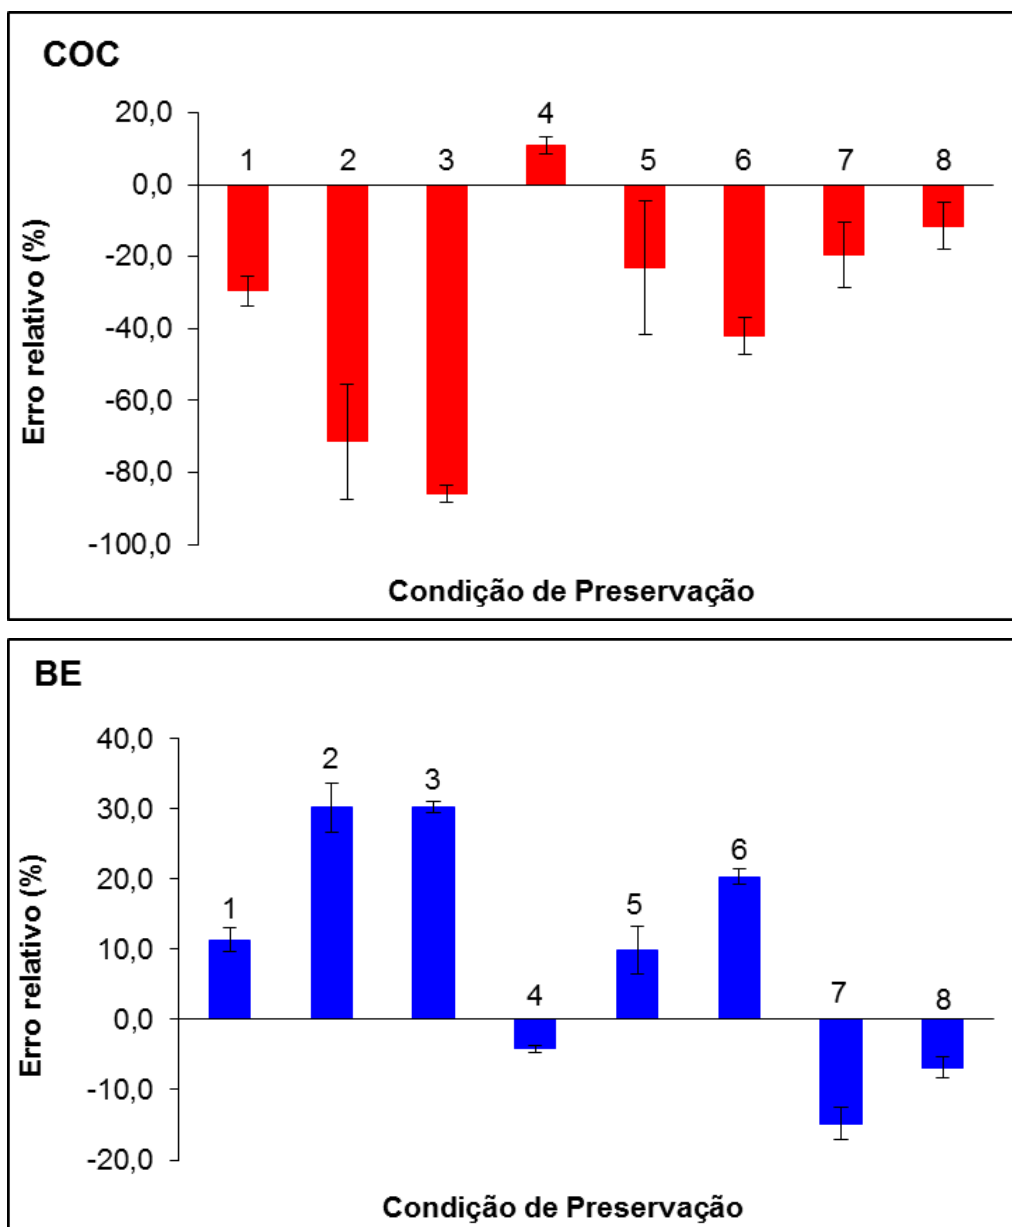 COC
20,0
0,0
-20,0
-40,0
-60,0
-80,0
-100,0
Erro relativo (%)
1 2 3 4 5 6 7 8
Condição de Preservação
BE
40,0
30,0
20,0
10,0
0,0
-10,0
-20,0
Erro relativo (%)
1 2 3 4 5 6 7 8
Condição de Preservação